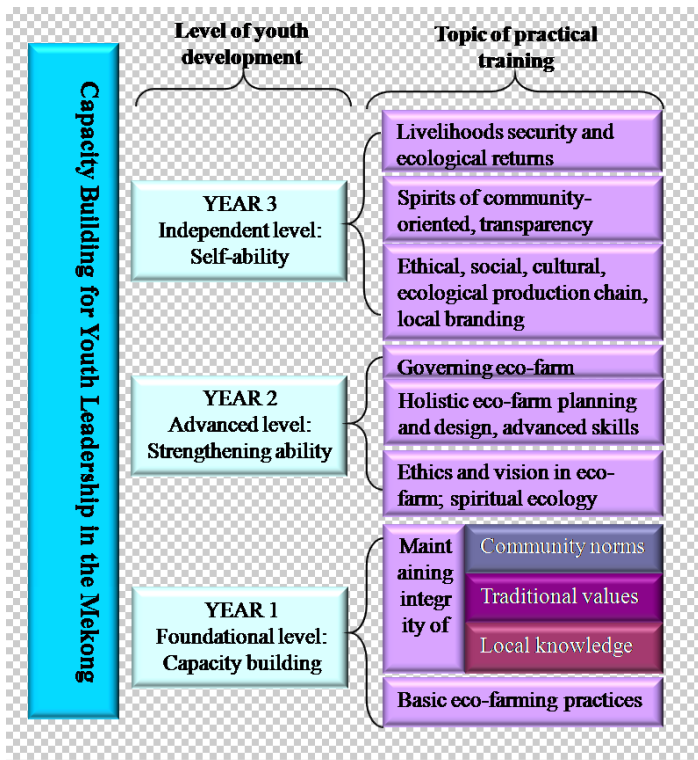 Capacity Building for Youth Leadership in the Mekong
Level of youth
development
Topic of practical
training
YEAR 3
Independent level:
Self-ability
Livelihoods security and
ecological returns
Spirits of community-
oriented, transparency
Ethical, social, cultural,
ecological production chain,
local branding
YEAR 2
Advanced level:
Strengthening ability
Governing eco-farm
Holistic eco-farm planning
and design, advanced skills
Ethics and vision in eco-
farm; spiritual ecology
YEAR 1
Foundational level:
Capacity building
Maint
aining
integr
ity of
Community norms
Traditional values
Local knowledge
Basic eco-farming practices